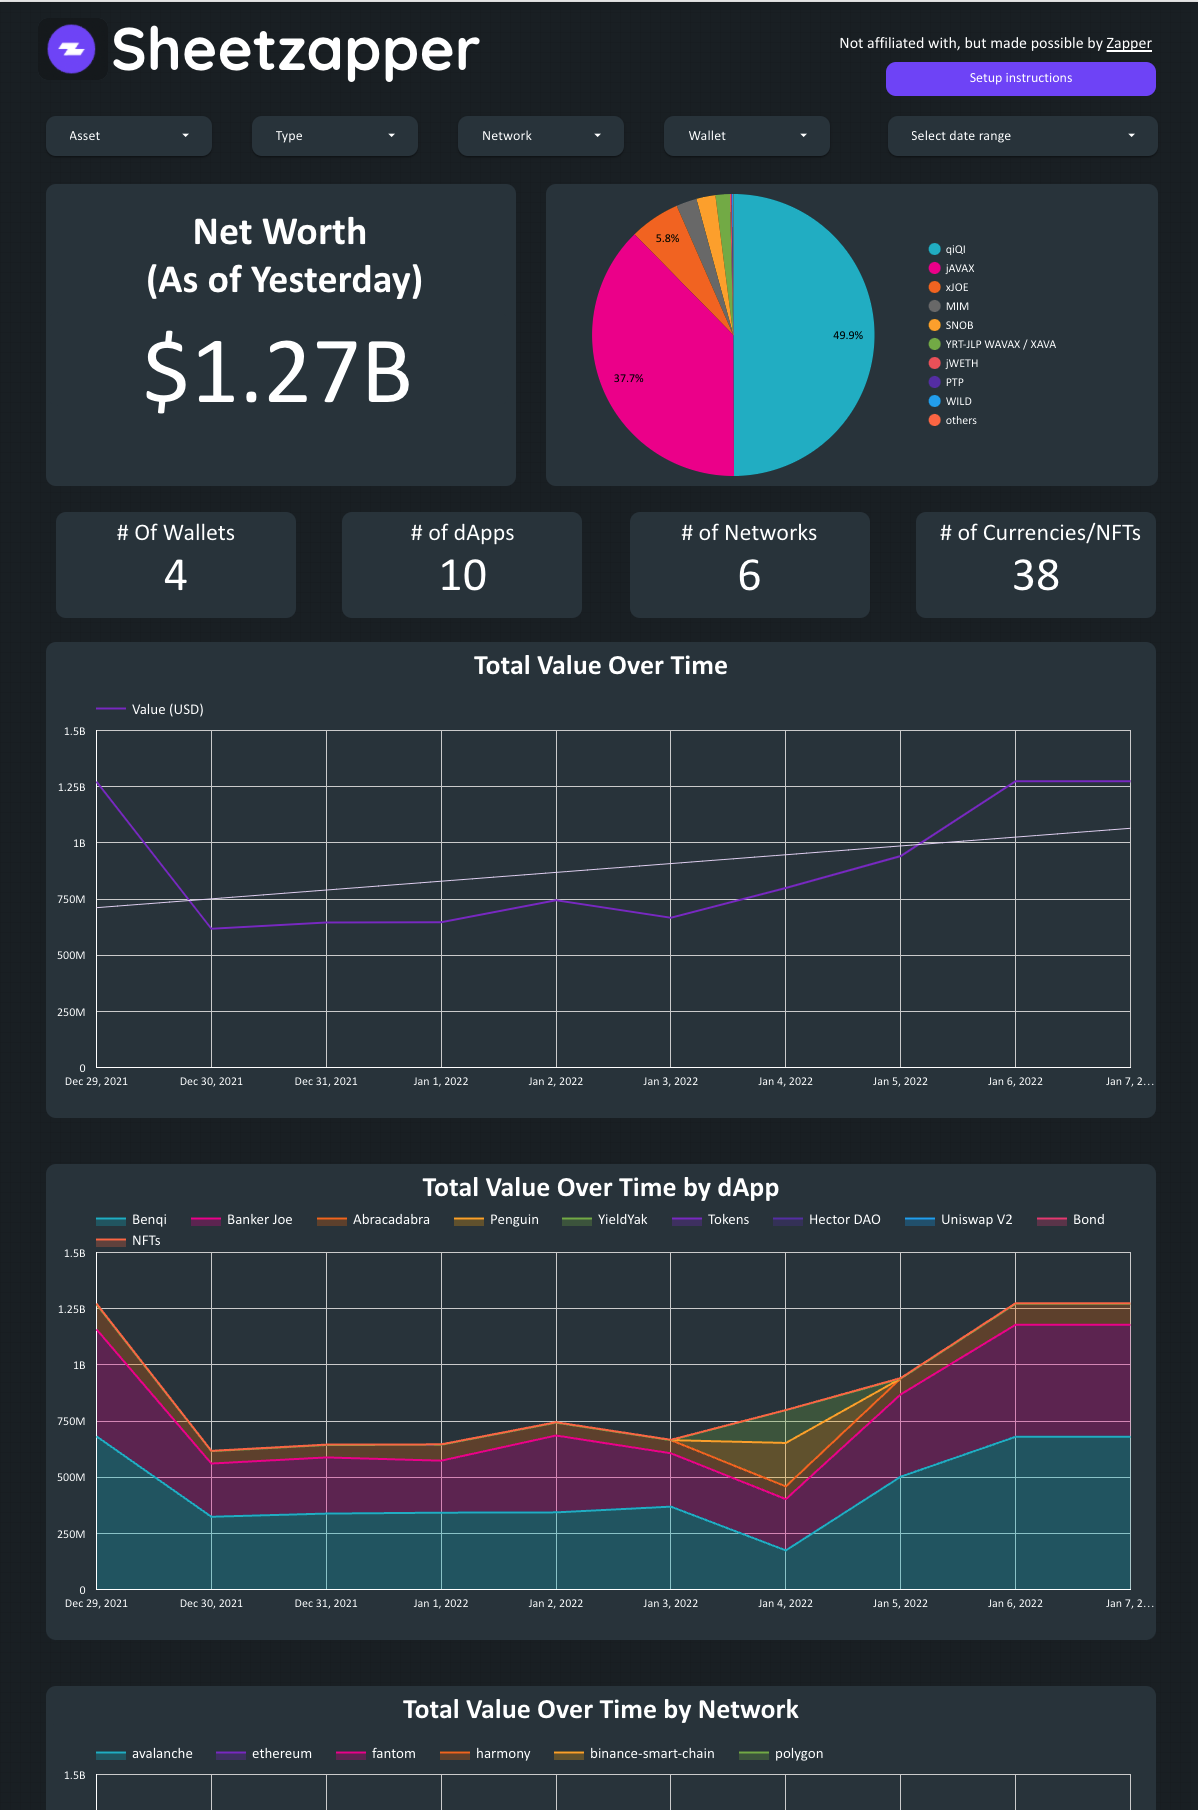 Sheetzapper
Not affiliated with, but made possible by Zapper
Setup instructions
Asset
Type
Network
Wallet
Select date range
Net Worth
(As of Yesterday)
$1.27B
5.8%
49.9%
37.7%
qiQI
jAVAX
xJOE
MIM
SNOB
YRT-JLP WAVAX / XAVA
jWETH
PTP
WILD
others
# Of Wallets
4
# of dApps
10
# of Networks
6
# of Currencies/NFTs
38
Total Value Over Time
Value (USD)
1.5B
1.25B
1B
750M
500M
250M
0
Dec 29, 2021 Dec 30, 2021 Dec 31, 2021 Jan 1, 2022 Jan 2, 2022 Jan 3, 2022 Jan 4, 2022 Jan 5, 2022 Jan 6, 2022 Jan 7, 2…
Total Value Over Time by dApp
Benqi Banker Joe Abracadabra Penguin YieldYak Tokens Hector DAO Uniswap V2 Bond
NFTs
1.5B
1.25B
1B
750M
500M
250M
0
Dec 29, 2021 Dec 30, 2021 Dec 31, 2021 Jan 1, 2022 Jan 2, 2022 Jan 3, 2022 Jan 4, 2022 Jan 5, 2022 Jan 6, 2022 Jan 7, 2…
Total Value Over Time by Network
avalanche ethereum fantom harmony binance-smart-chain polygon
1.5B